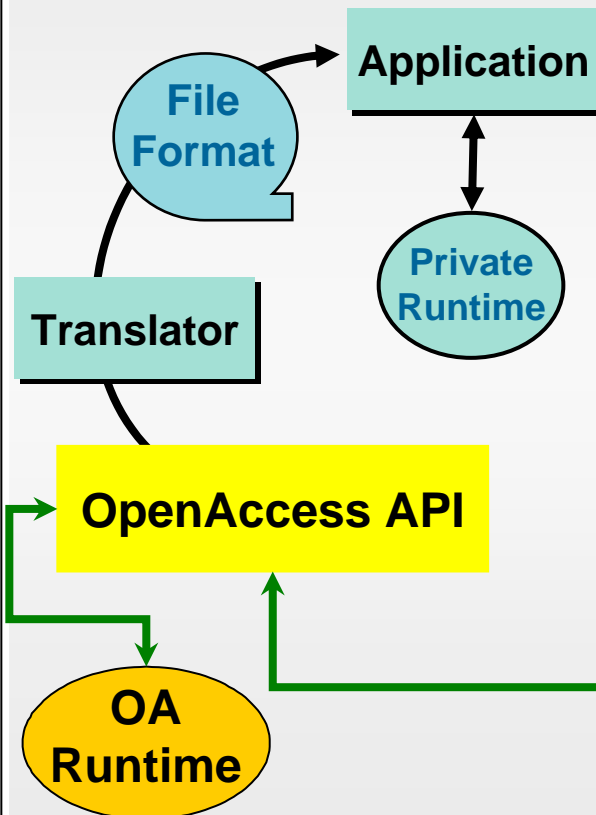 Application
File
Format
Private
Runtime
Translator
OpenAccess API
OA
Runtime